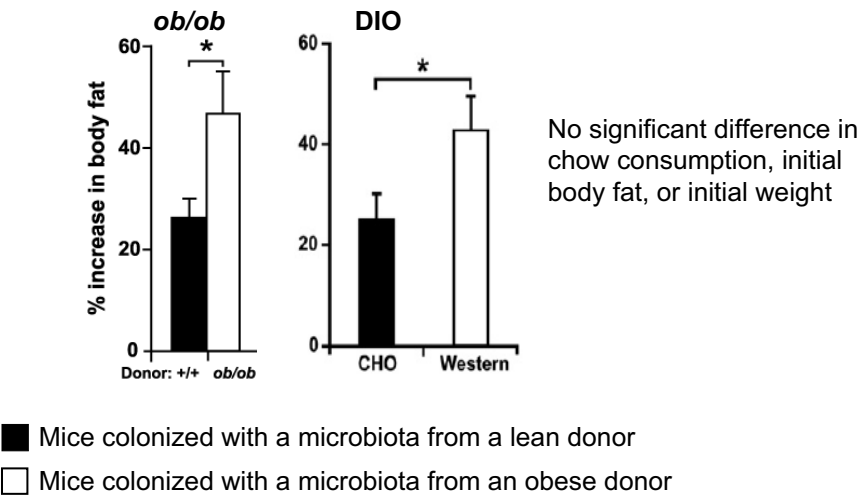 ob/ob
DIO
*
*
% increase in body fat
60
40
20
0
Donor: +/+ ob/ob
60
40
20
0
CHO Western
No significant difference in
chow consumption, initial
body fat, or initial weight
Mice colonized with a microbiota from a lean donor
Mice colonized with a microbiota from an obese donor